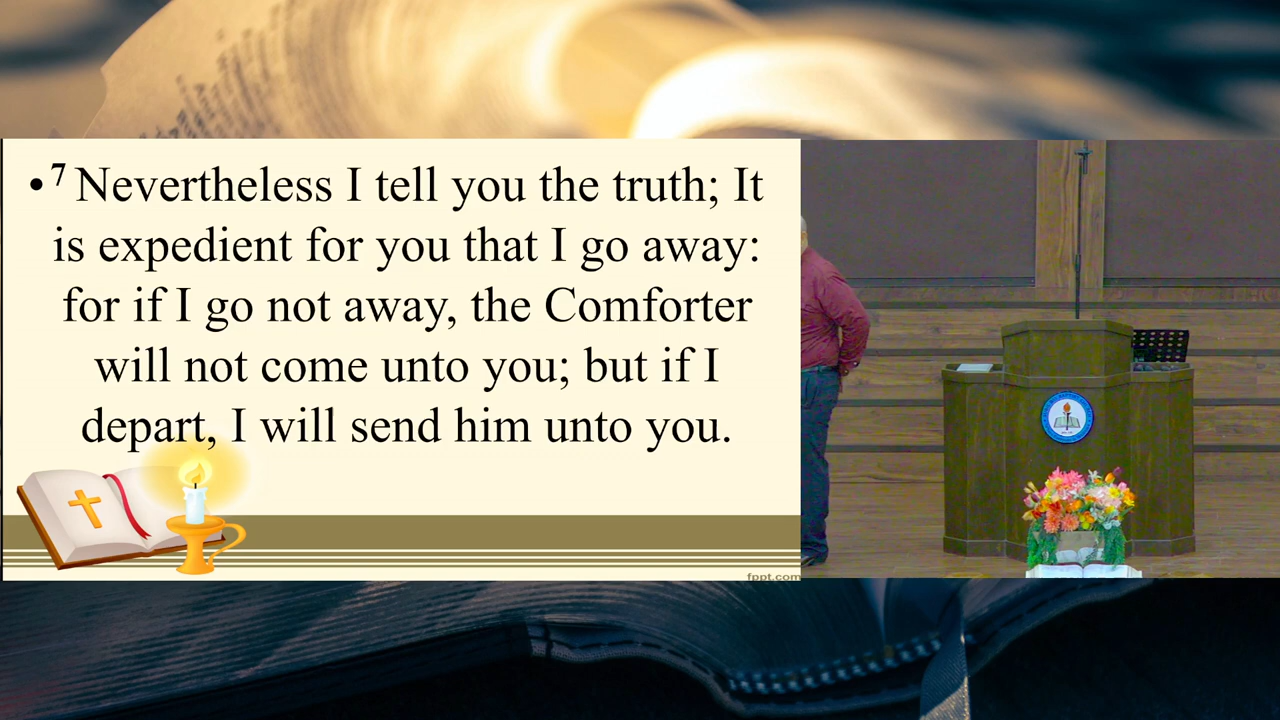 • 7 Nevertheless I tell you the truth; It
is expedient for you that I go away:
for if I go not away, the Comforter
will not come unto you; but if I
depart, I will send him unto you.
fppt.com